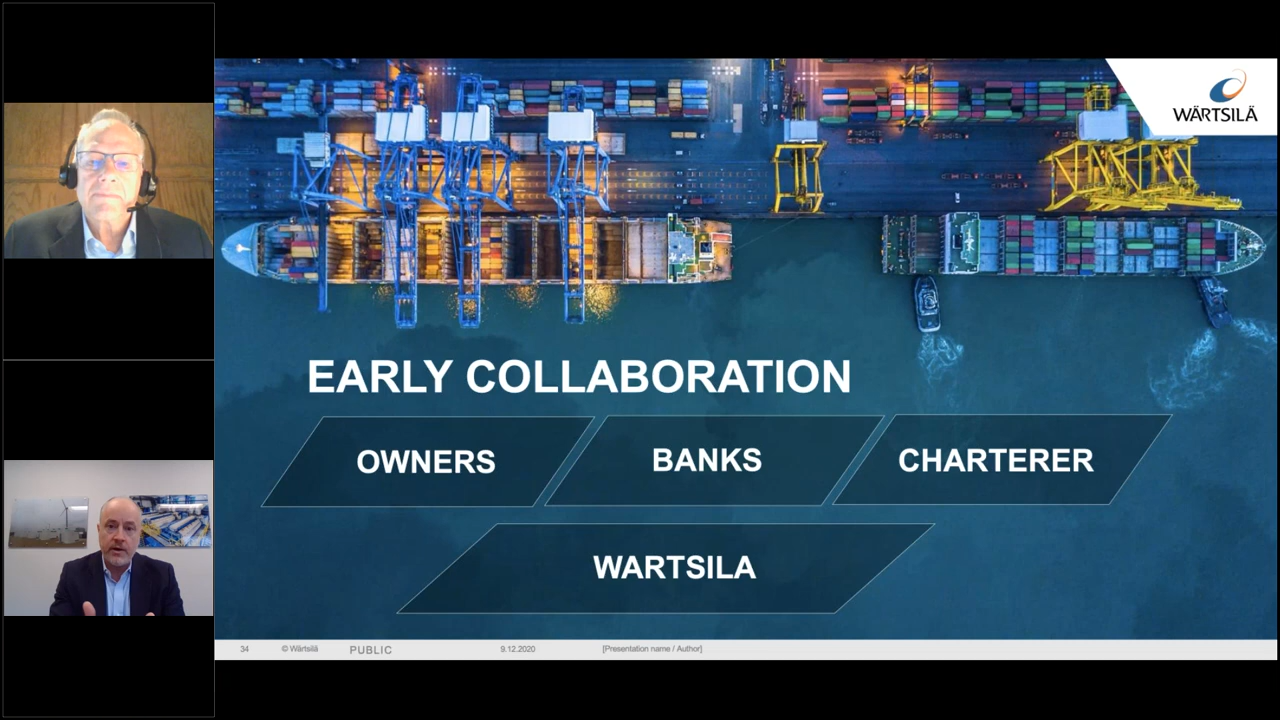 WÄRTSILÄ
EARLY COLLABORATION
OWNERS
BANKS
CHARTERER
WARTSILA
34 © Wärtsilä PUBLIC 9.12.2020 [Presentation name / Author]